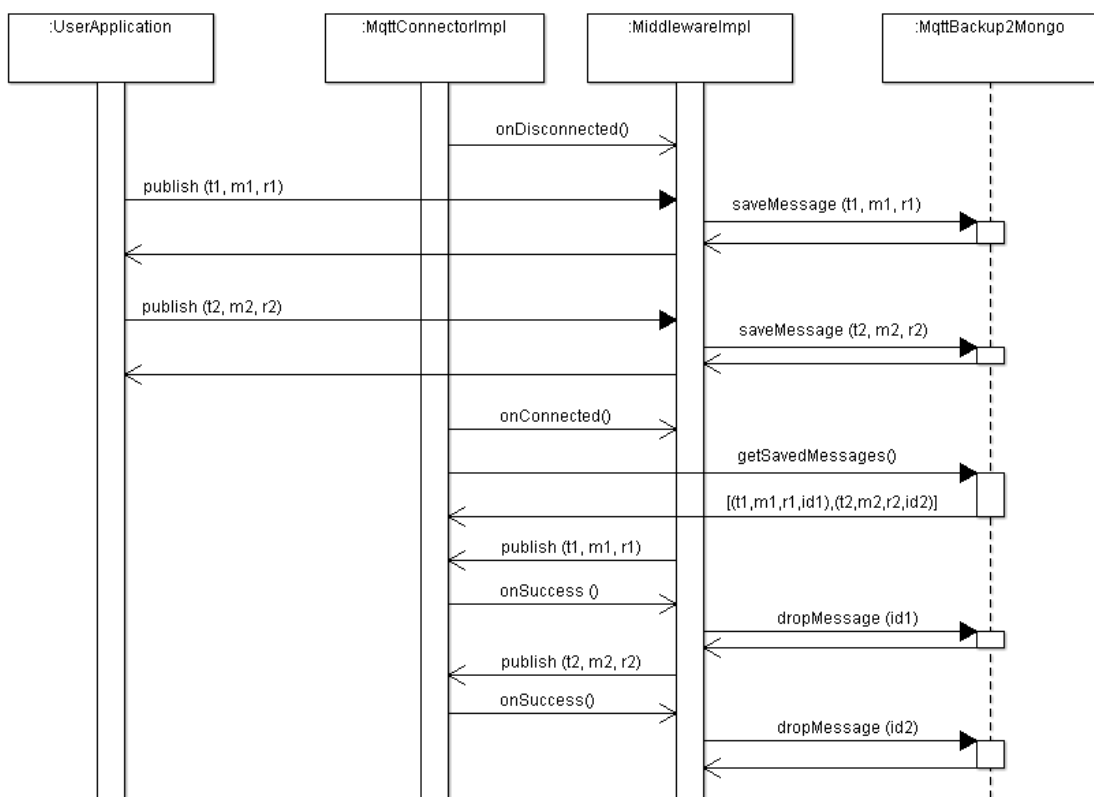 :UserApplication
:MqttConnectorImpl
:MiddlewareImpl
:MqttBackup2Mongo
onDisconnected()
publish (t1, m1, r1)
saveMessage (t1, m1, r1)
publish (t2, m2, r2)
saveMessage (t2, m2, r2)
onConnected()
getSavedMessages()
[(t1,m1,r1,id1),(t2,m2,r2,id2)]
publish (t1, m1, r1)
onSuccess ()
dropMessage (id1)
publish (t2, m2, r2)
onSuccess()
dropMessage (id2)